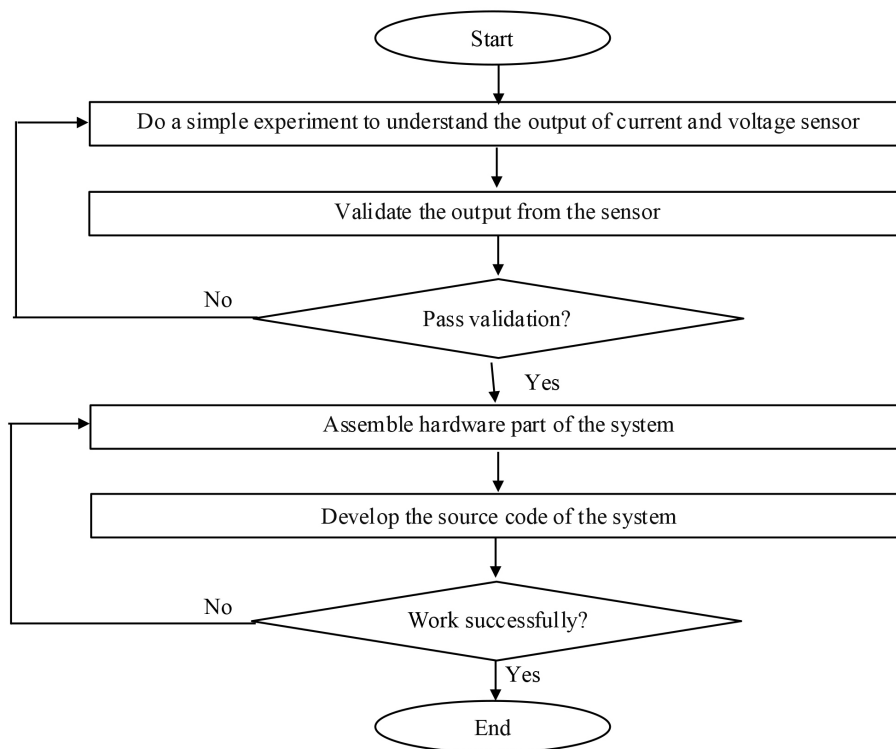 Start
Do a simple experiment to understand the output of current and voltage sensor
Validate the output from the sensor
No
Pass validation?
Yes
Assemble hardware part of the system
Develop the source code of the system
No
Work successfully?
Yes
End